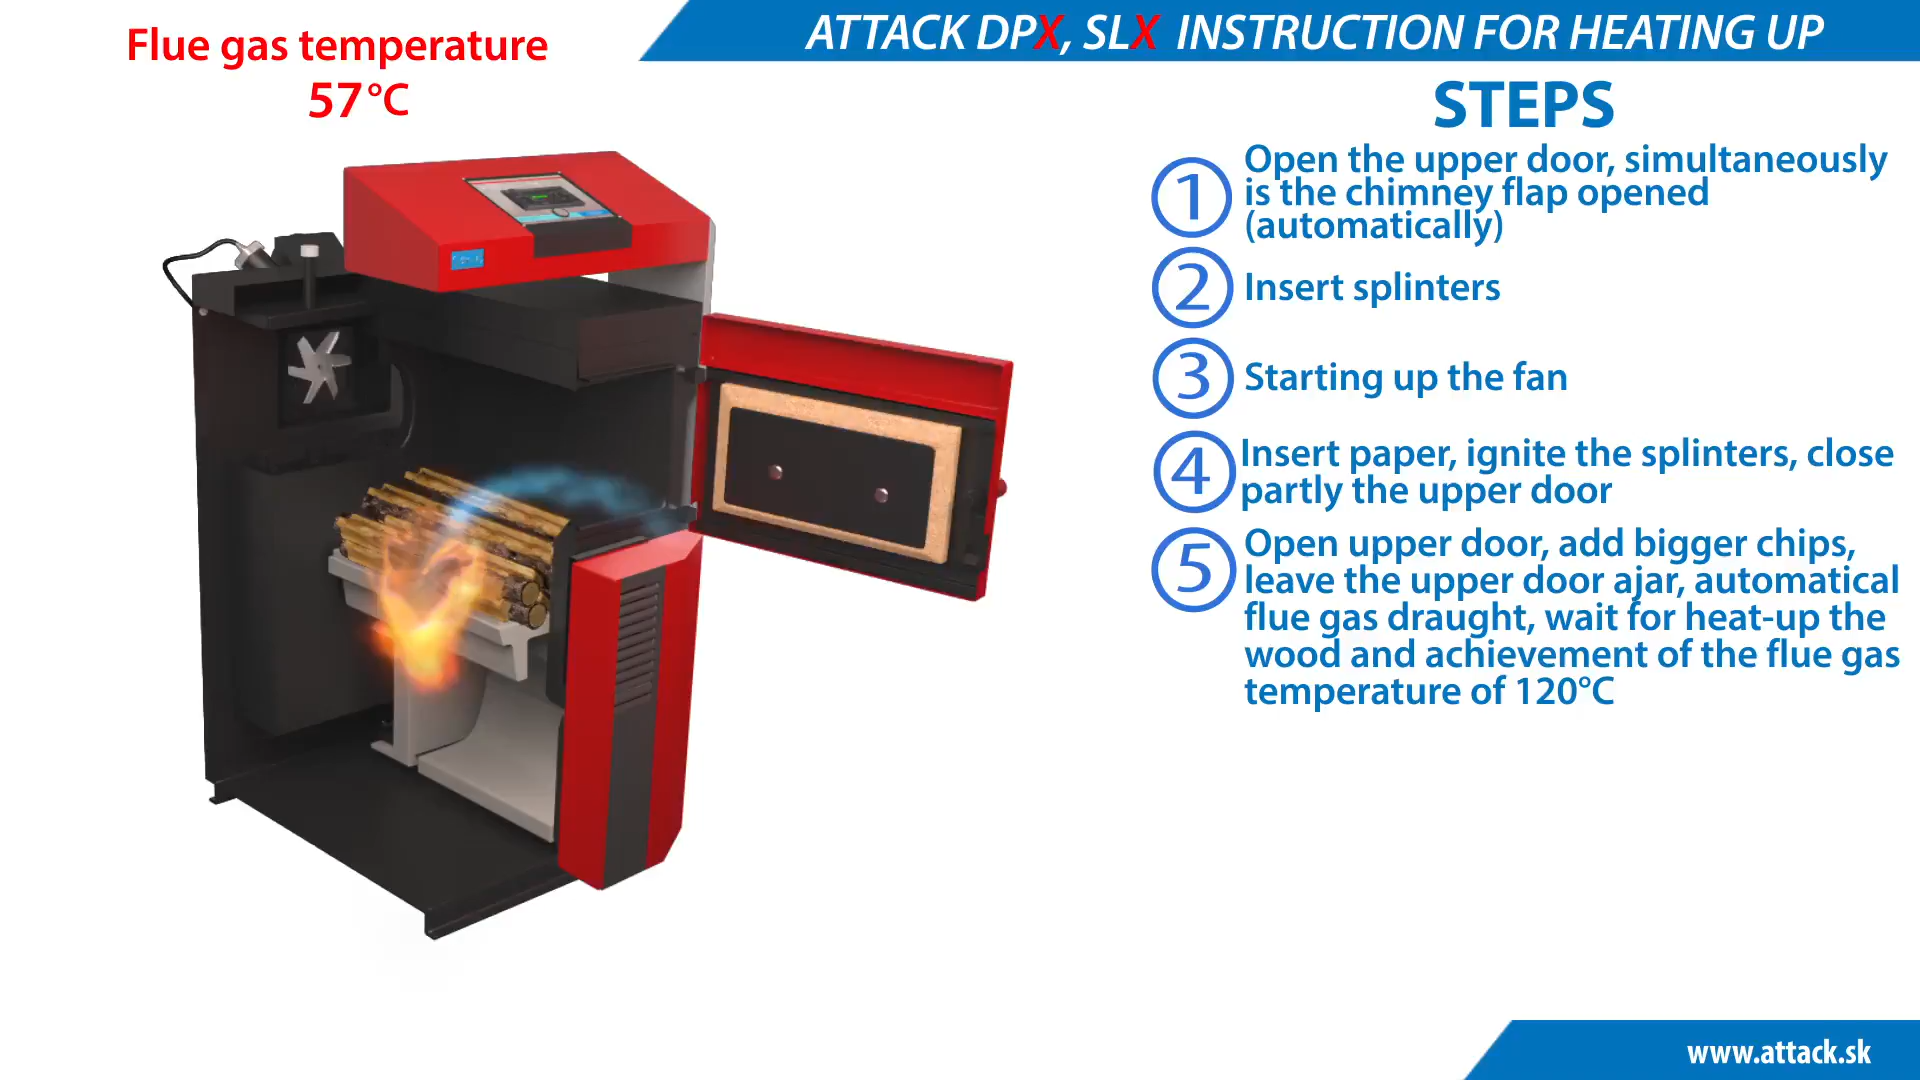 Flue gas temperature
57°C
ATTACK DPX, SLX INSTRUCTION FOR HEATING UP
STEPS
1
Open the upper door, simultaneously
is the chimney flap opened
(automatically)
2
Insert splinters
3
Starting up the fan
4
Insert paper, ignite the splinters, close
partly the upper door
5
Open upper door, add bigger chips,
leave the upper door ajar, automatical
flue gas draught, wait for heat-up the
wood and achievement of the flue gas
temperature of 120°C
www.attack.sk